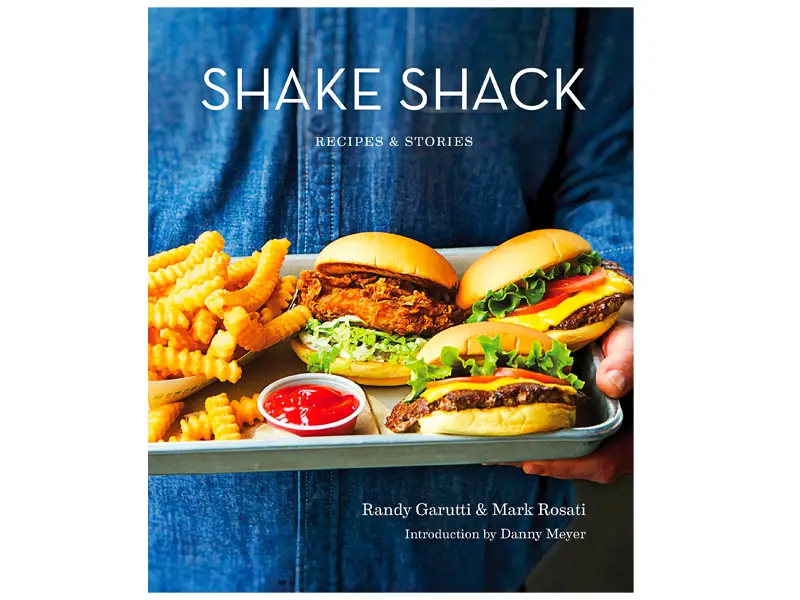 SHAKE SHACK
RECIPES & STORIES
Randy Garutti & Mark Rosati
Introduction by Danny Meyer